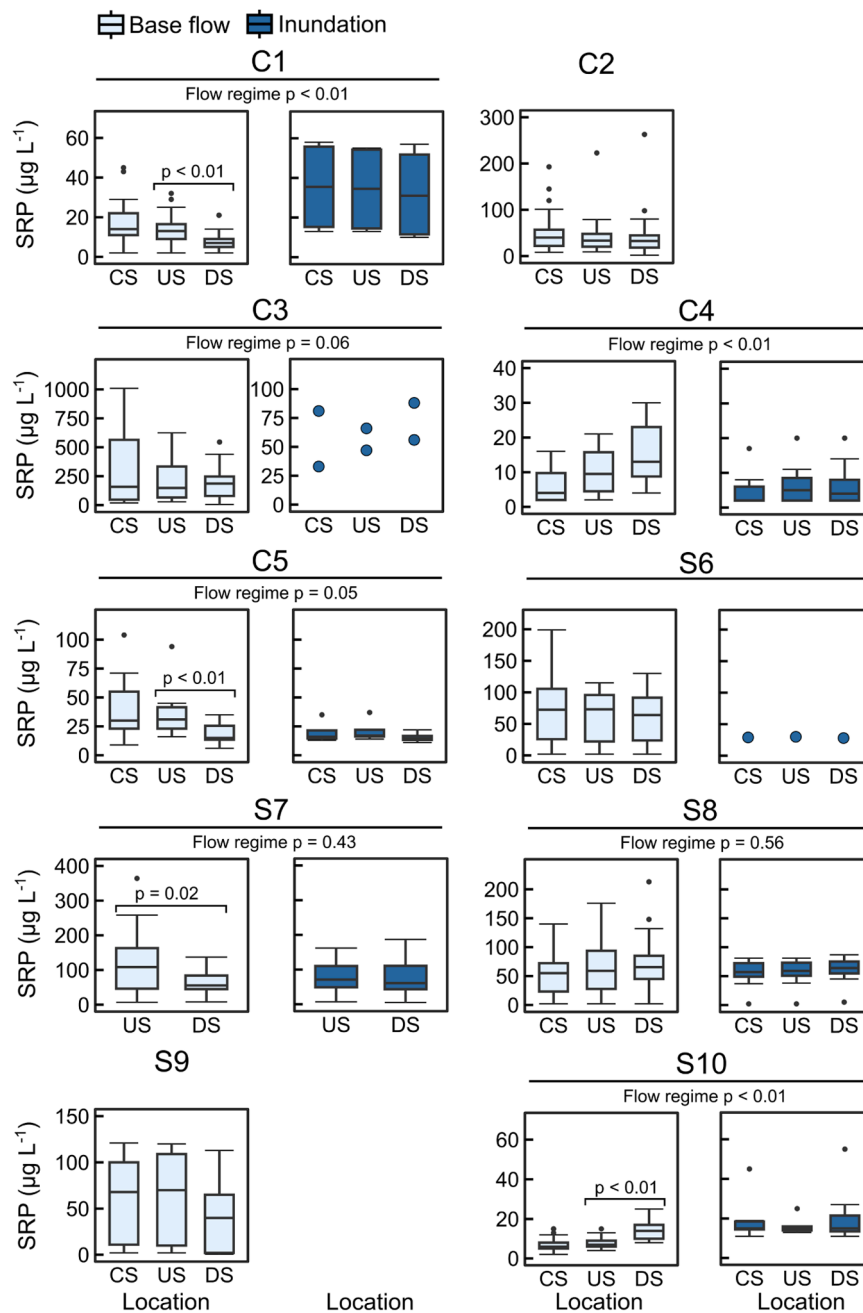 Base flow Inundation
C1 C2
Flow regime p < 0.01
SRP (µg L⁻¹) 60 40 20 0 p < 0.01 300 200 100 0
CS US DS CS US DS CS US DS
C3 C4
Flow regime p = 0.06 Flow regime p < 0.01
SRP (µg L⁻¹) 1000 750 500 250 0 100 75 50 25 0 40 30 20 10 0
CS US DS CS US DS CS US DS CS US DS
C5 S6
Flow regime p = 0.05
SRP (µg L⁻¹) 100 75 50 25 0 p < 0.01 200 150 100 50 0
CS US DS CS US DS CS US DS CS US DS
S7 S8
Flow regime p = 0.43 Flow regime p = 0.56
SRP (µg L⁻¹) 400 300 200 100 0 p = 0.02 200 150 100 50 0
US DS US DS CS US DS CS US DS
S9 S10
Flow regime p < 0.01
SRP (µg L⁻¹) 150 100 50 0 60 40 20 0 p < 0.01
CS US DS CS US DS CS US DS
Location Location Location Location